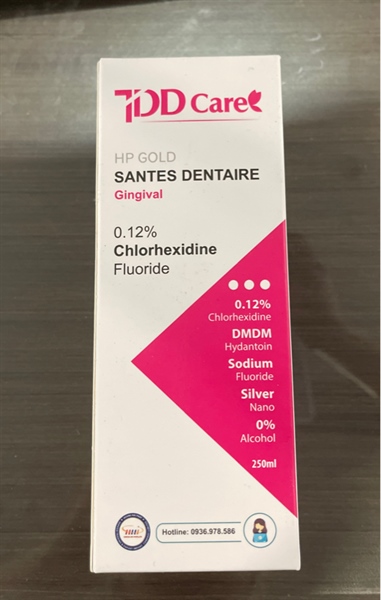 TDD Care
HP GOLD
SANTES DENTAIRE
Gingival
0.12%
Chlorhexidine
Fluoride
0.12%
Chlorhexidine
DMDM
Hydantoin
Sodium
Fluoride
Silver
Nano
0%
Alcohol
250ml
Hotline: 0936.978.586